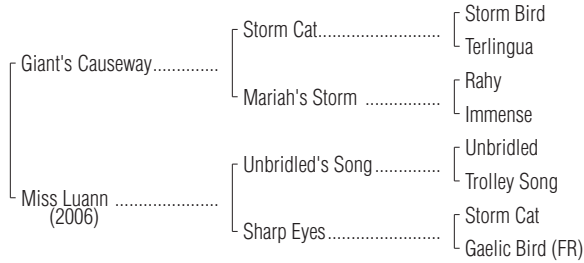 Storm Bird
Storm Cat
Terlingua
Giant's Causeway
Rahy
Mariah's Storm
Immense
Unbridled
Unbridled's Song
Trolley Song
Miss Luann
(2006)
Storm Cat
Sharp Eyes
Gaelic Bird (FR)